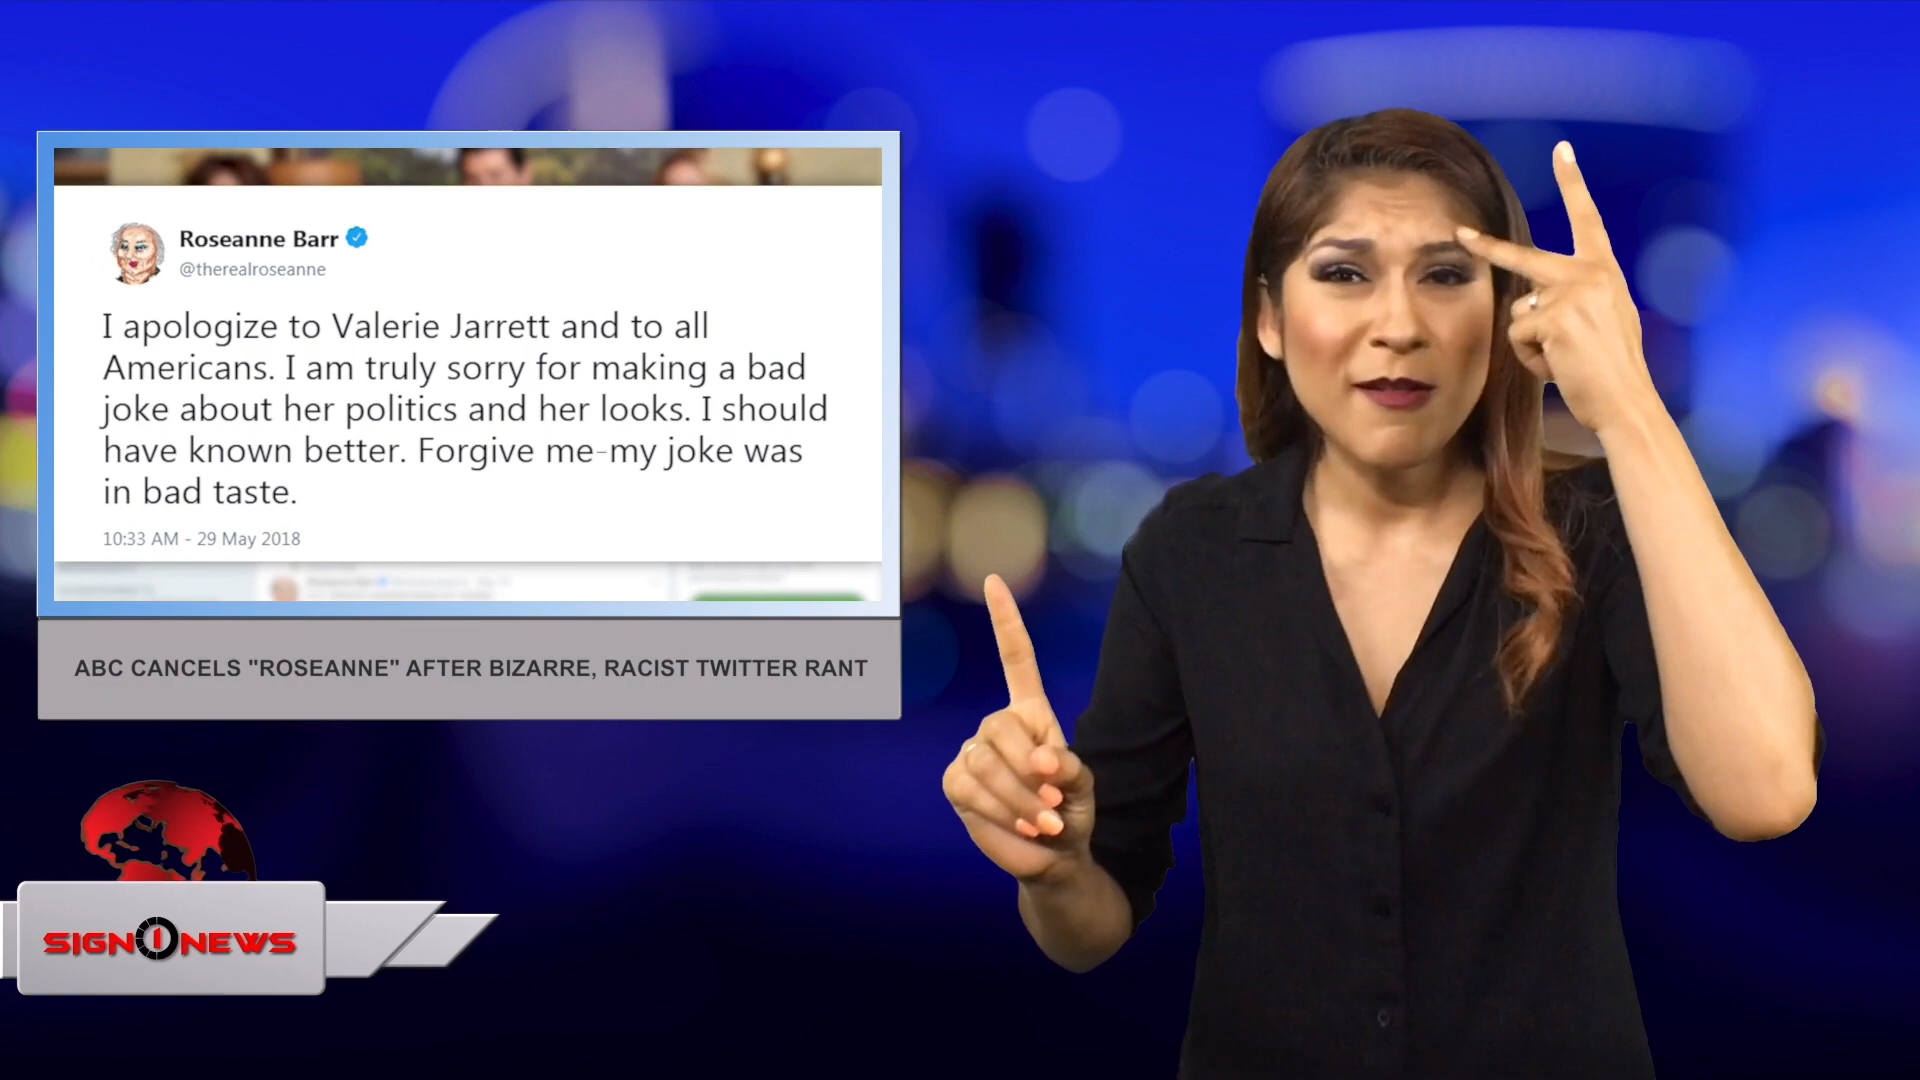 Roseanne Barr
@therealroseanne
I apologize to Valerie Jarrett and to all
Americans. I am truly sorry for making a bad
joke about her politics and her looks. I should
have known better. Forgive me-my joke was
in bad taste.
10:33 AM - 29 May 2018
ABC CANCELS "ROSEANNE" AFTER BIZARRE, RACIST TWITTER RANT
SIGN1NEWS